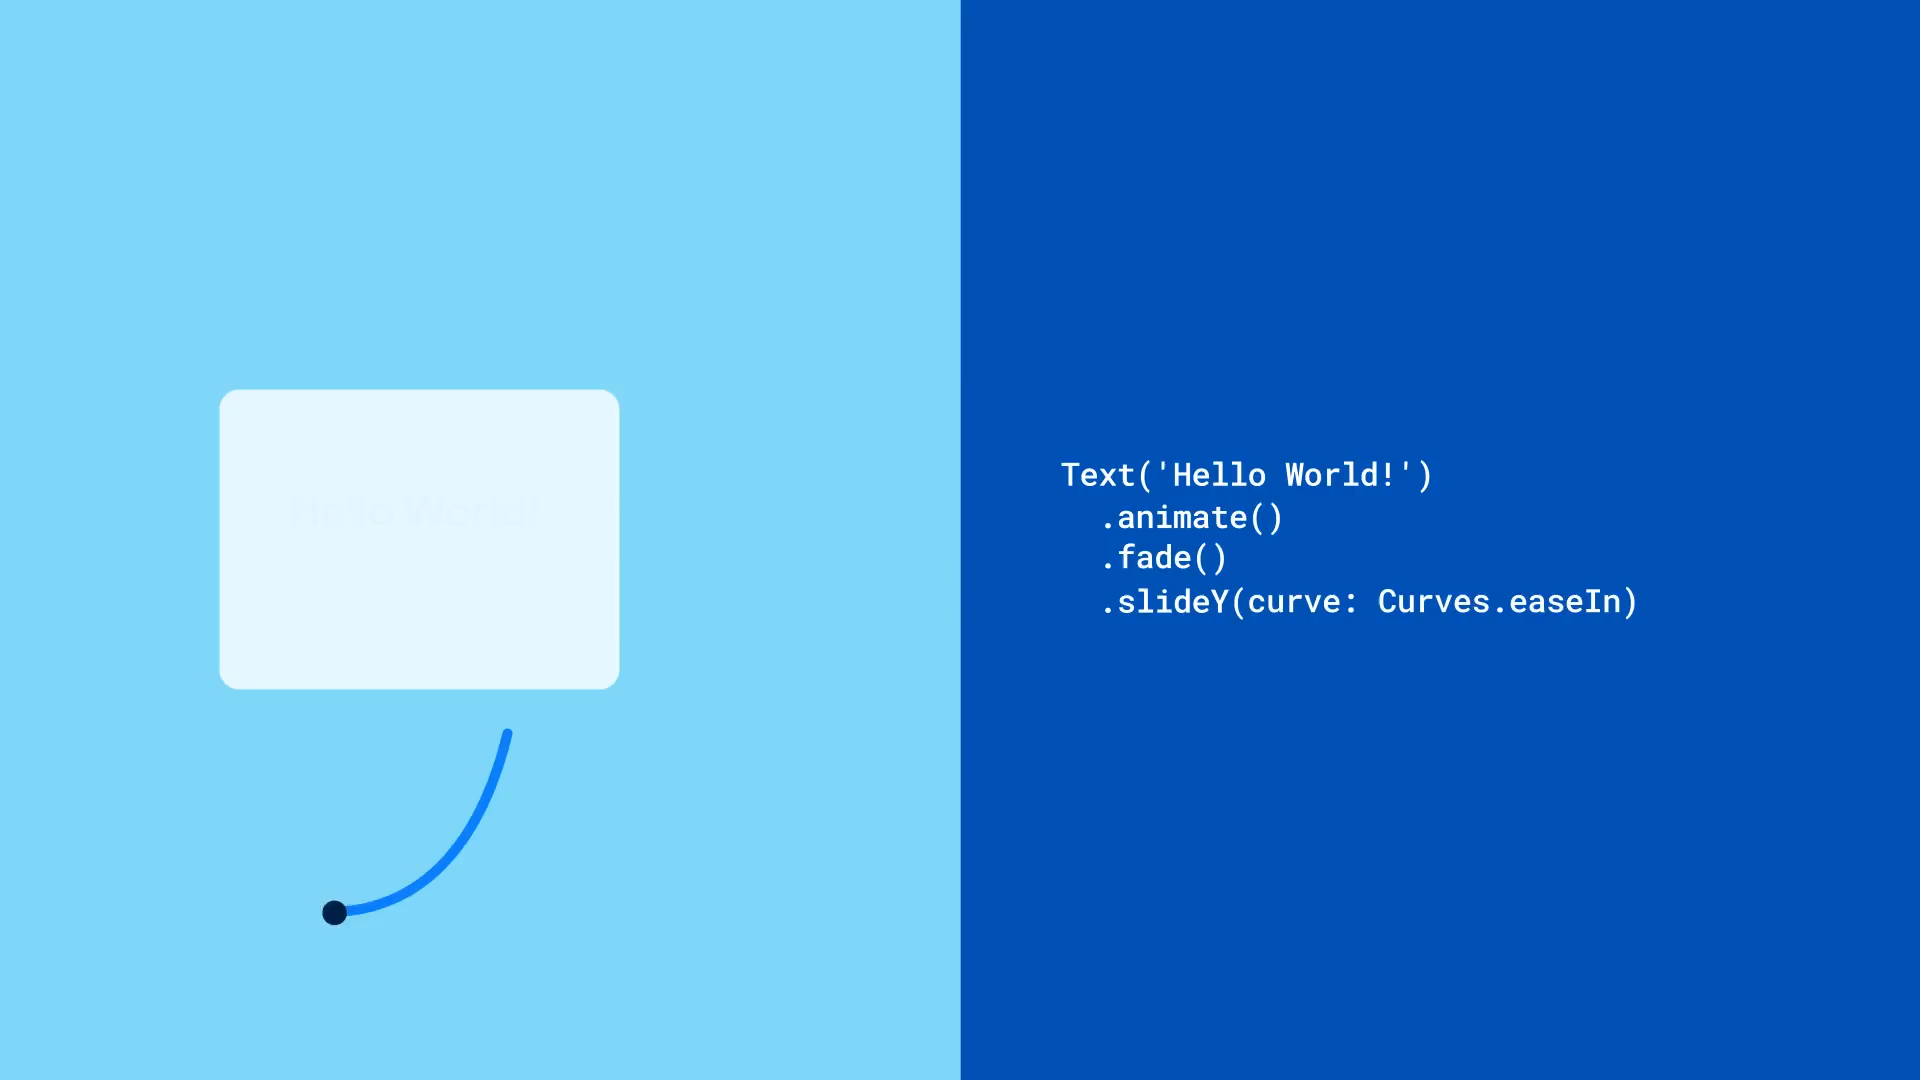 Hello World!
Text('Hello World!')
.animate()
.fade()
.slideY(curve: Curves.easeIn)